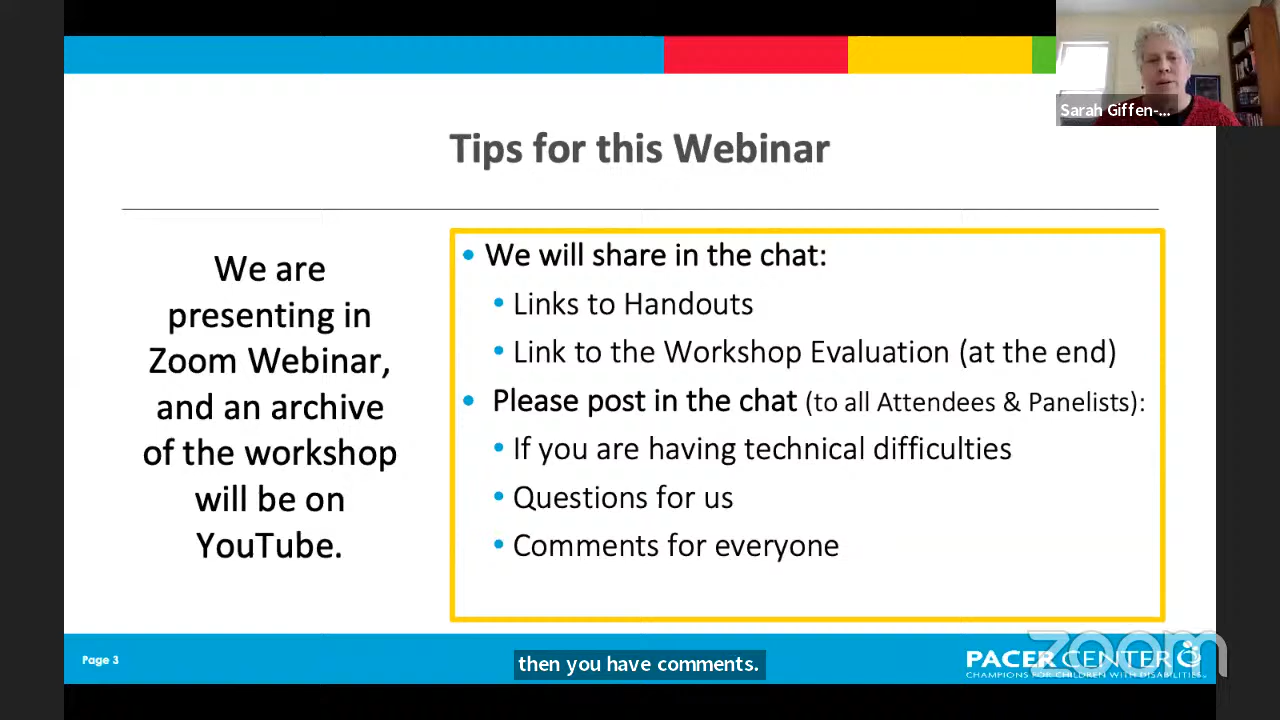 Sarah Giffen-...
Tips for this Webinar
We are
presenting in
Zoom Webinar,
and an archive
of the workshop
will be on
YouTube.
• We will share in the chat:
• Links to Handouts
• Link to the Workshop Evaluation (at the end)
• Please post in the chat (to all Attendees & Panelists):
• If you are having technical difficulties
• Questions for us
• Comments for everyone
Page 3
then you have comments.
PACER CENTER
CHAMPIONS FOR CHILDREN WITH DISABILITIES
zoom